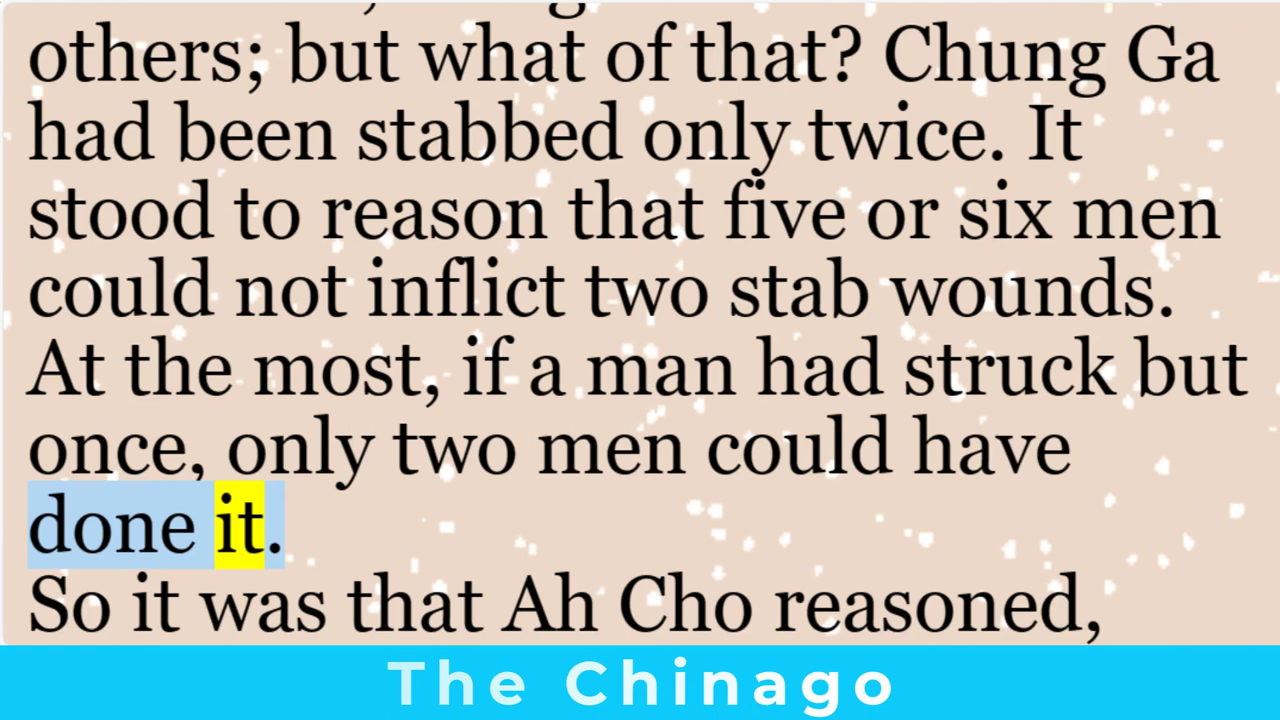 others; but what of that? Chung Ga
had been stabbed only twice. It
stood to reason that five or six men
could not inflict two stab wounds.
At the most, if a man had struck but
once, only two men could have
done it.
So it was that Ah Cho reasoned,
The Chinago